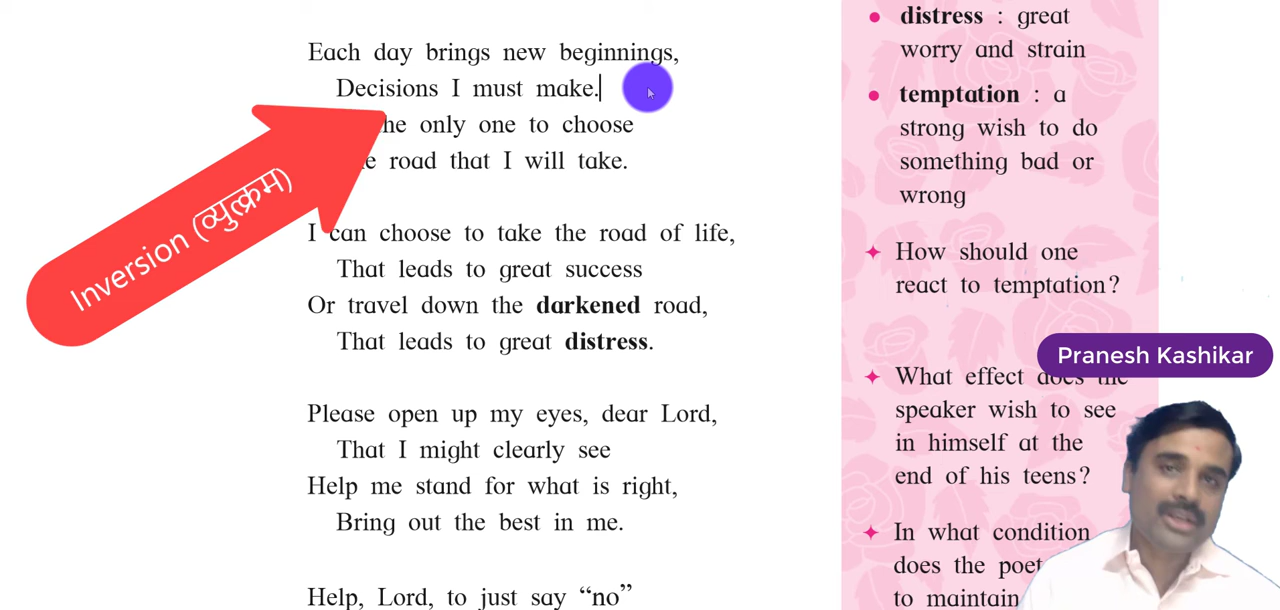 Each day brings new beginnings,
Decisions I must make.
he only one to choose
e road that I will take.
I can choose to take the road of life,
That leads to great success
Or travel down the darkened road,
That leads to great distress.
Please open up my eyes, dear Lord,
That I might clearly see
Help me stand for what is right,
Bring out the best in me.
Help, Lord, to just say “no”
Inversion (व्युत्क्रम)
• distress : great
worry and strain
• temptation : a
strong wish to do
something bad or
wrong
How should one
react to temptation?
Pranesh Kashikar
What effect does the
speaker wish to see
in himself at the
end of his teens?
In what condition
does the poet
to maintain